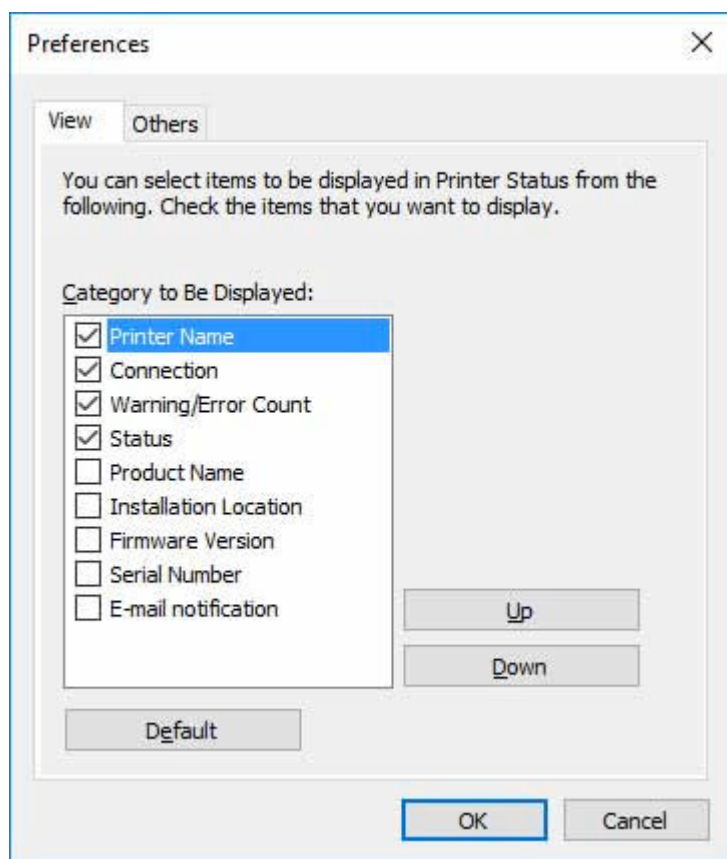 Preferences
View
Others
You can select items to be displayed in Printer Status from the
following. Check the items that you want to display.
Category to Be Displayed:
Printer Name
Connection
Warning/Error Count
Status
Product Name
Installation Location
Firmware Version
Serial Number
E-mail notification
Up
Down
Default
OK
Cancel